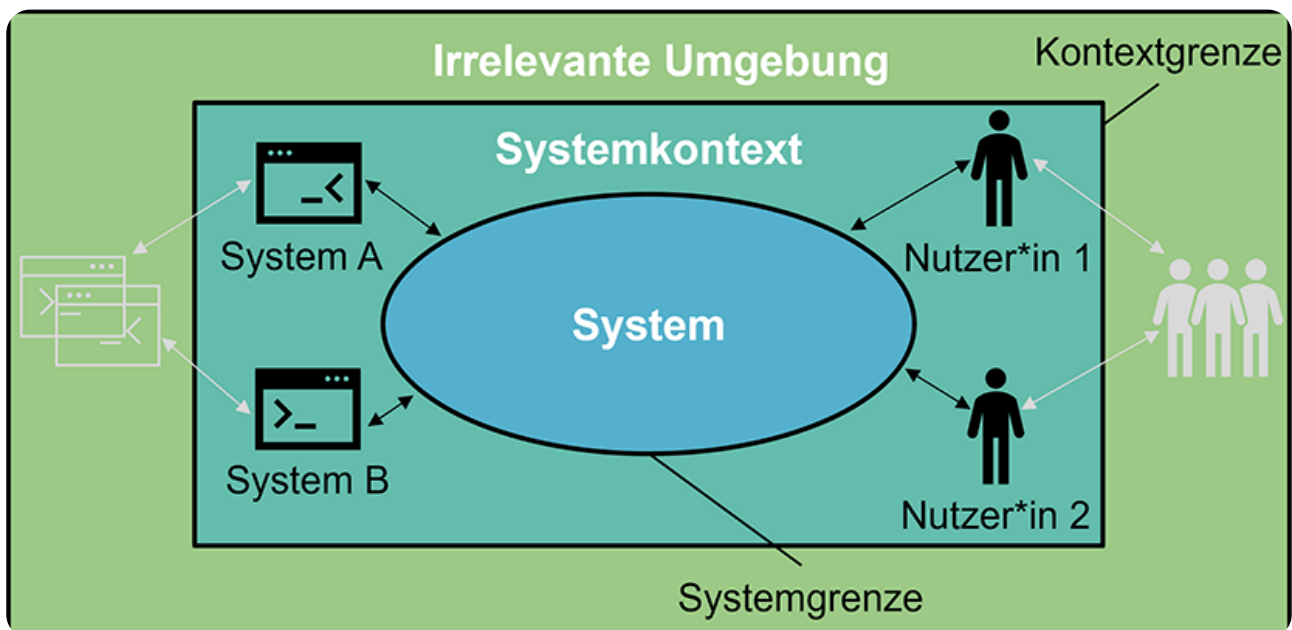 Irrelevante Umgebung
Kontextgrenze
Systemkontext
System A
Nutzer*in 1
System
System B
Nutzer*in 2
Systemgrenze